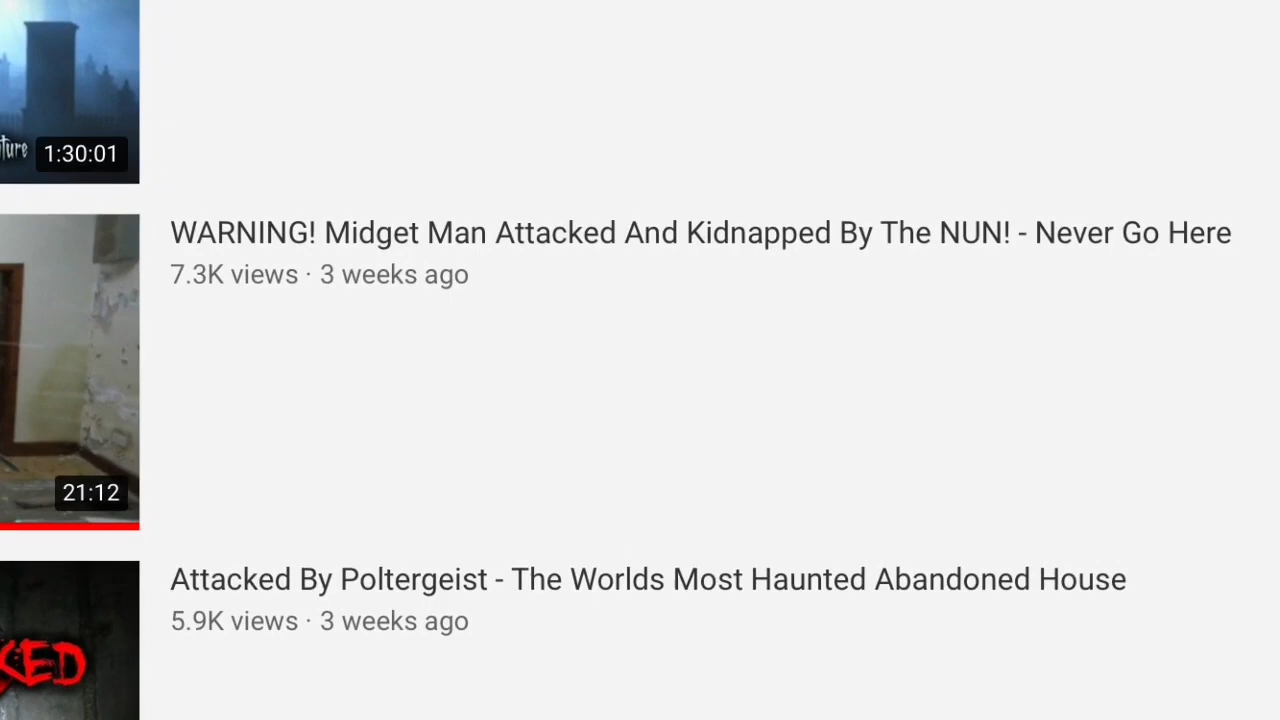 ture
1:30:01
WARNING! Midget Man Attacked And Kidnapped By The NUN! - Never Go Here
7.3K views · 3 weeks ago
21:12
Attacked By Poltergeist - The Worlds Most Haunted Abandoned House
5.9K views · 3 weeks ago
KED